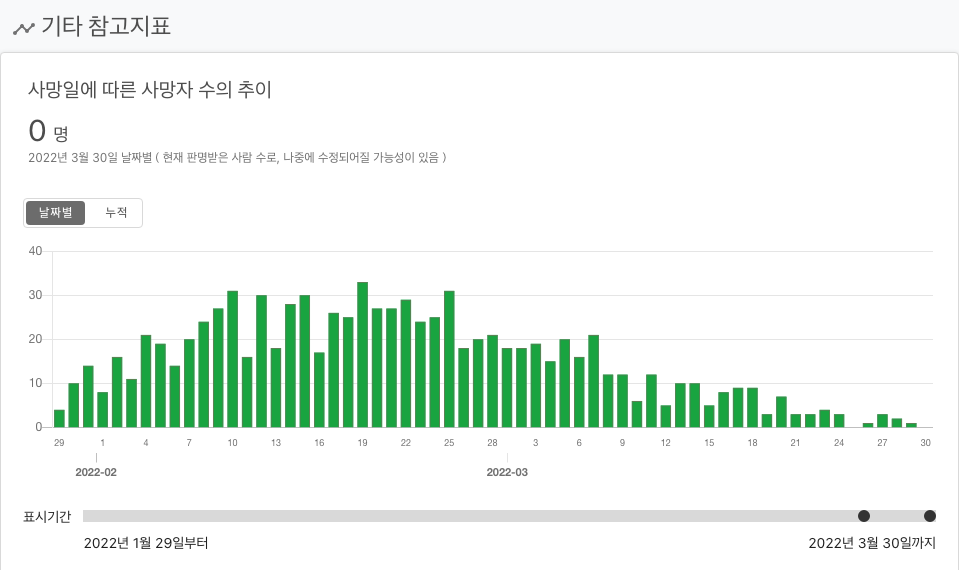 기타 참고지표
사망일에 따른 사망자 수의 추이
0 명
2022년 3월 30일 날짜별 ( 현재 판명받은 사람 수로, 나중에 수정되어질 가능성이 있음 )
날짜별 누적
40
30
20
10
0
29 1 4 7 10 13 16 19 22 25 28 3 6 9 12 15 18 21 24 27 30
2022-02 2022-03
표시기간
2022년 1월 29일부터 2022년 3월 30일까지